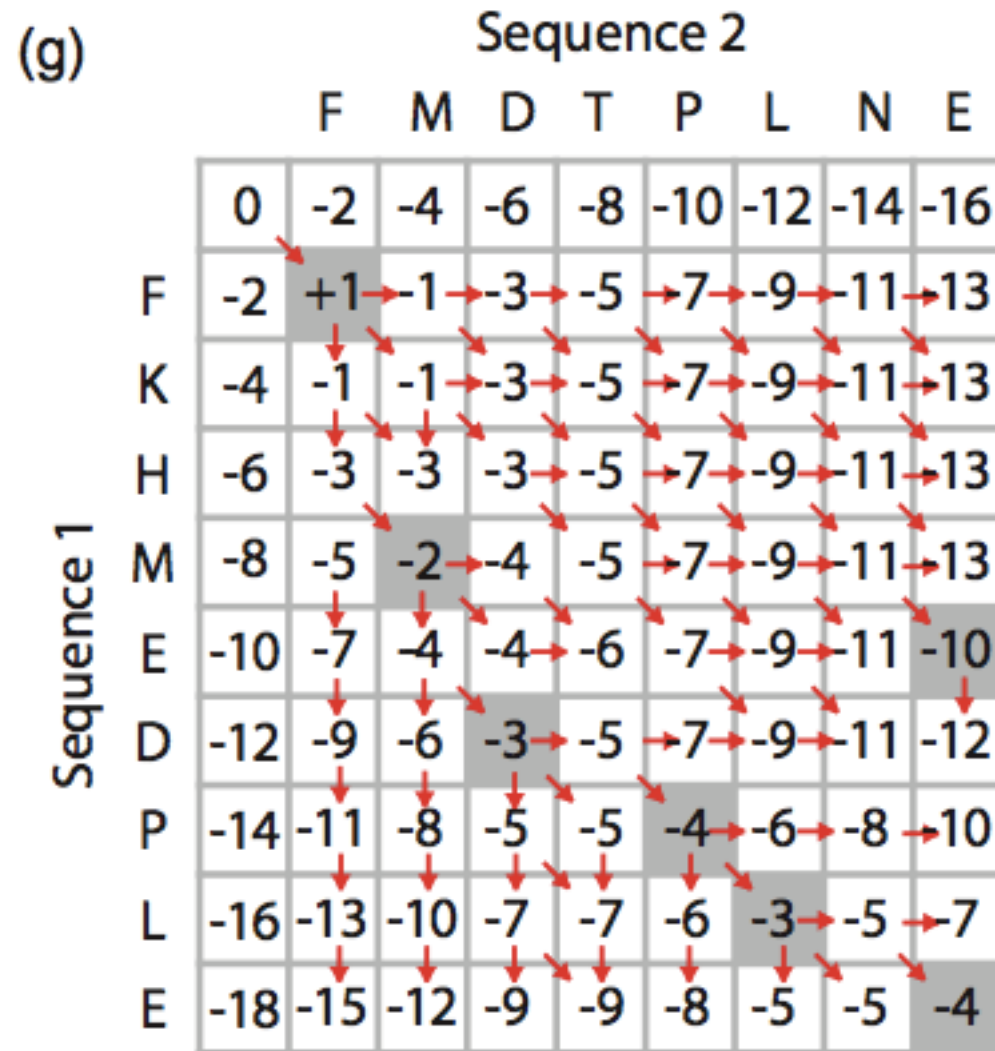 (g)
Sequence 2
F M D T P L N E
0 -2 -4 -6 -8 -10 -12 -14 -16
F -2 +1 -1 -3 -5 -7 -9 -11 -13
K -4 -1 -1 -3 -5 -7 -9 -11 -13
H -6 -3 -3 -3 -5 -7 -9 -11 -13
M -8 -5 -2 -4 -5 -7 -9 -11 -13
E -10 -7 -4 -4 -6 -7 -9 -11 -10
D -12 -9 -6 -3 -5 -7 -9 -11 -12
P -14 -11 -8 -5 -5 -4 -6 -8 -10
L -16 -13 -10 -7 -7 -6 -3 -5 -7
E -18 -15 -12 -9 -9 -8 -5 -5 -4
Sequence 1